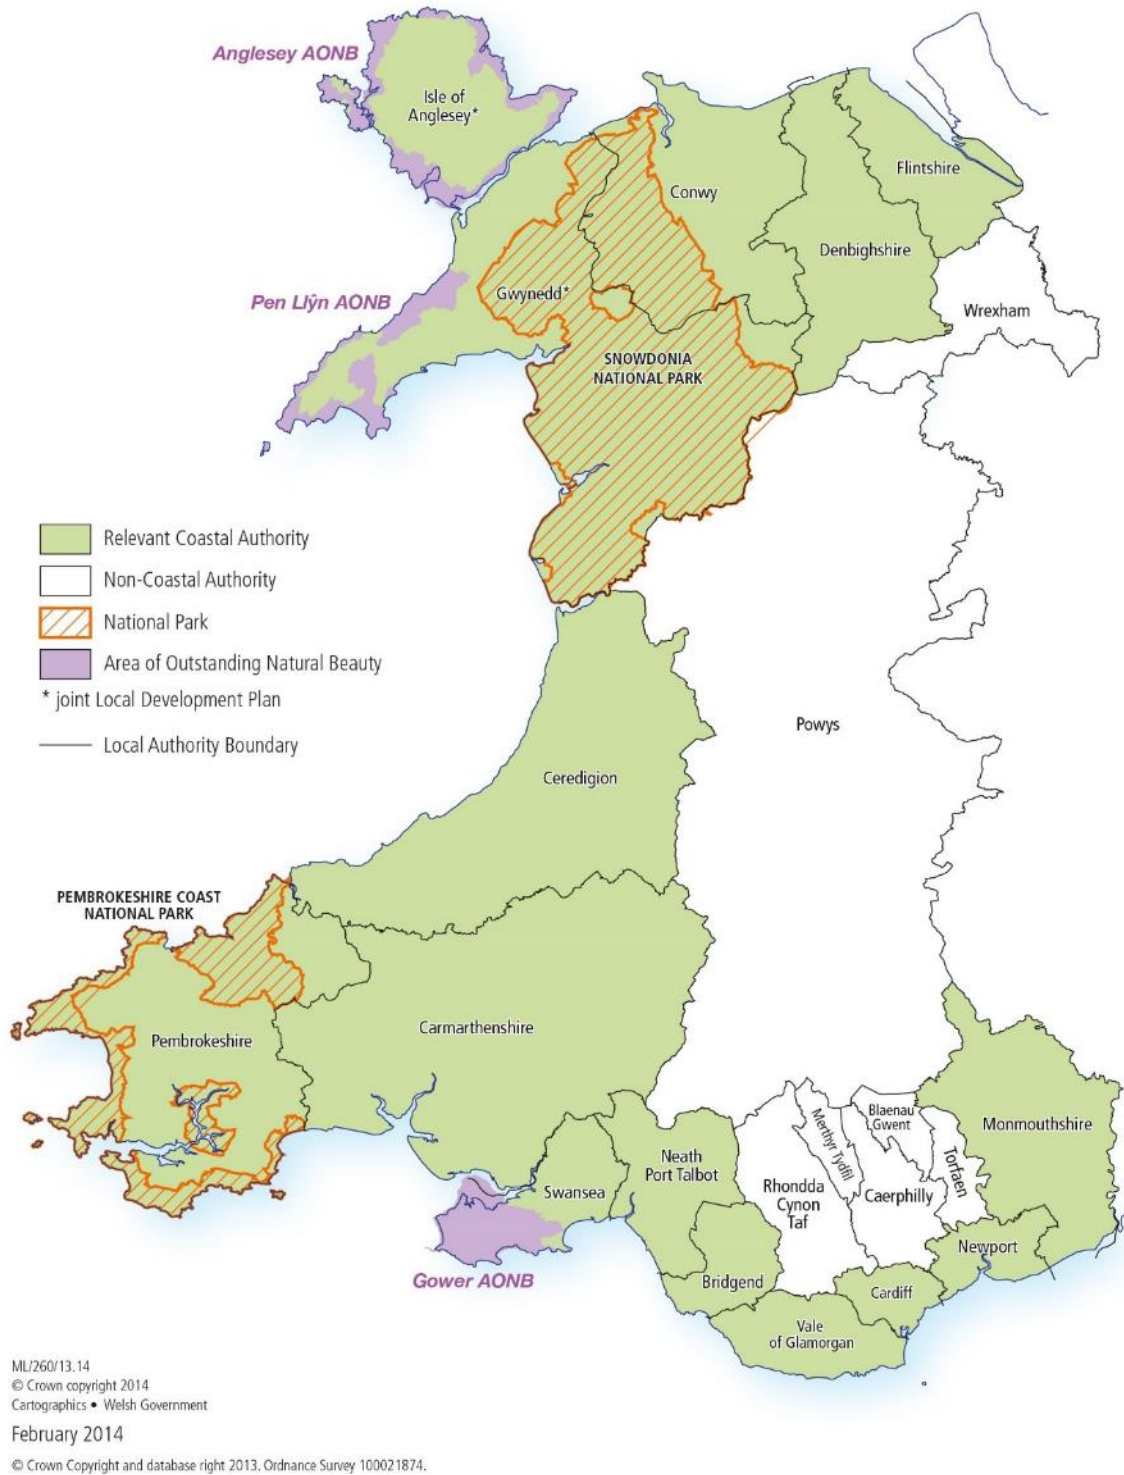 Anglesey AONB
Isle of
Anglesey*
Flintshire
Conwy
Denbighshire
Pen Llŷn AONB
Gwynedd*
Wrexham
SNOWDONIA
NATIONAL PARK
Relevant Coastal Authority
Non-Coastal Authority
National Park
Area of Outstanding Natural Beauty
* joint Local Development Plan
Local Authority Boundary
Powys
Ceredigion
PEMBROKESHIRE COAST
NATIONAL PARK
Carmarthenshire
Pembrokeshire
Blaenau
Gwent
Monmouthshire
Merthyr Tydfil
Torfaen
Neath
Port Talbot
Swansea
Rhondda
Cynon
Taf
Caerphilly
Newport
Gower AONB
Bridgend
Cardiff
Vale
of Glamorgan
ML/260/13.14
© Crown copyright 2014
Cartographics • Welsh Government
February 2014
© Crown Copyright and database right 2013. Ordnance Survey 100021874.